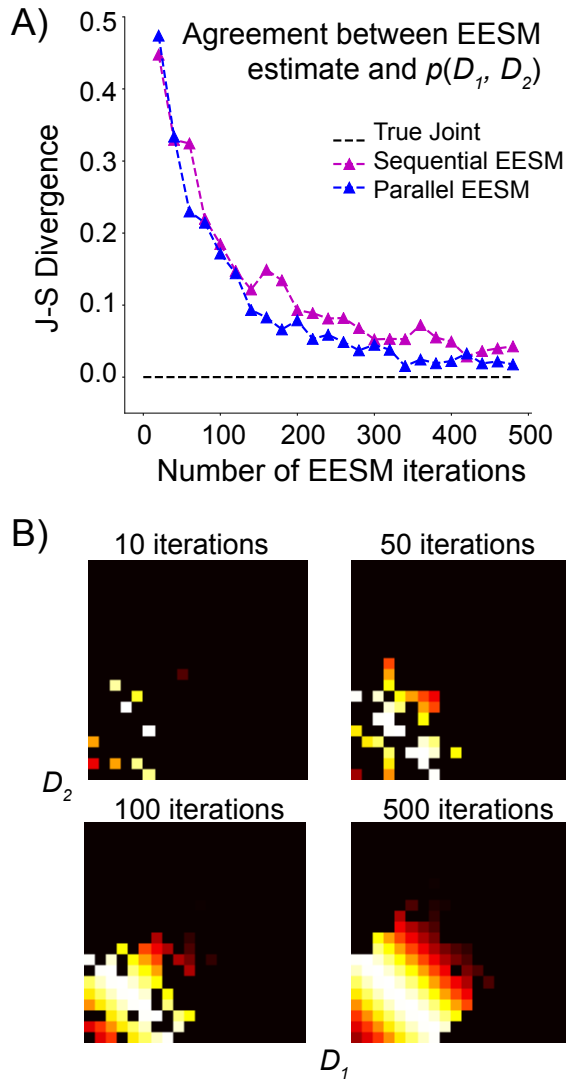 A)
Agreement between EESM
estimate and p(D₁, D₂)
True Joint
Sequential EESM
Parallel EESM
J-S Divergence
0.5
0.4
0.3
0.2
0.1
0.0
0 100 200 300 400 500
Number of EESM iterations
B)
10 iterations 50 iterations
D₂
100 iterations 500 iterations
D₁